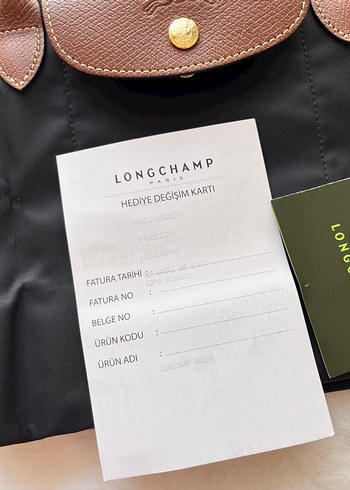 LONGCHAMP
PARIS
HEDİYE DEĞİŞİM KARTI
FATURA TARİHİ :
FATURA NO :
BELGE NO :
ÜRÜN KODU :
ÜRÜN ADI :
LONG